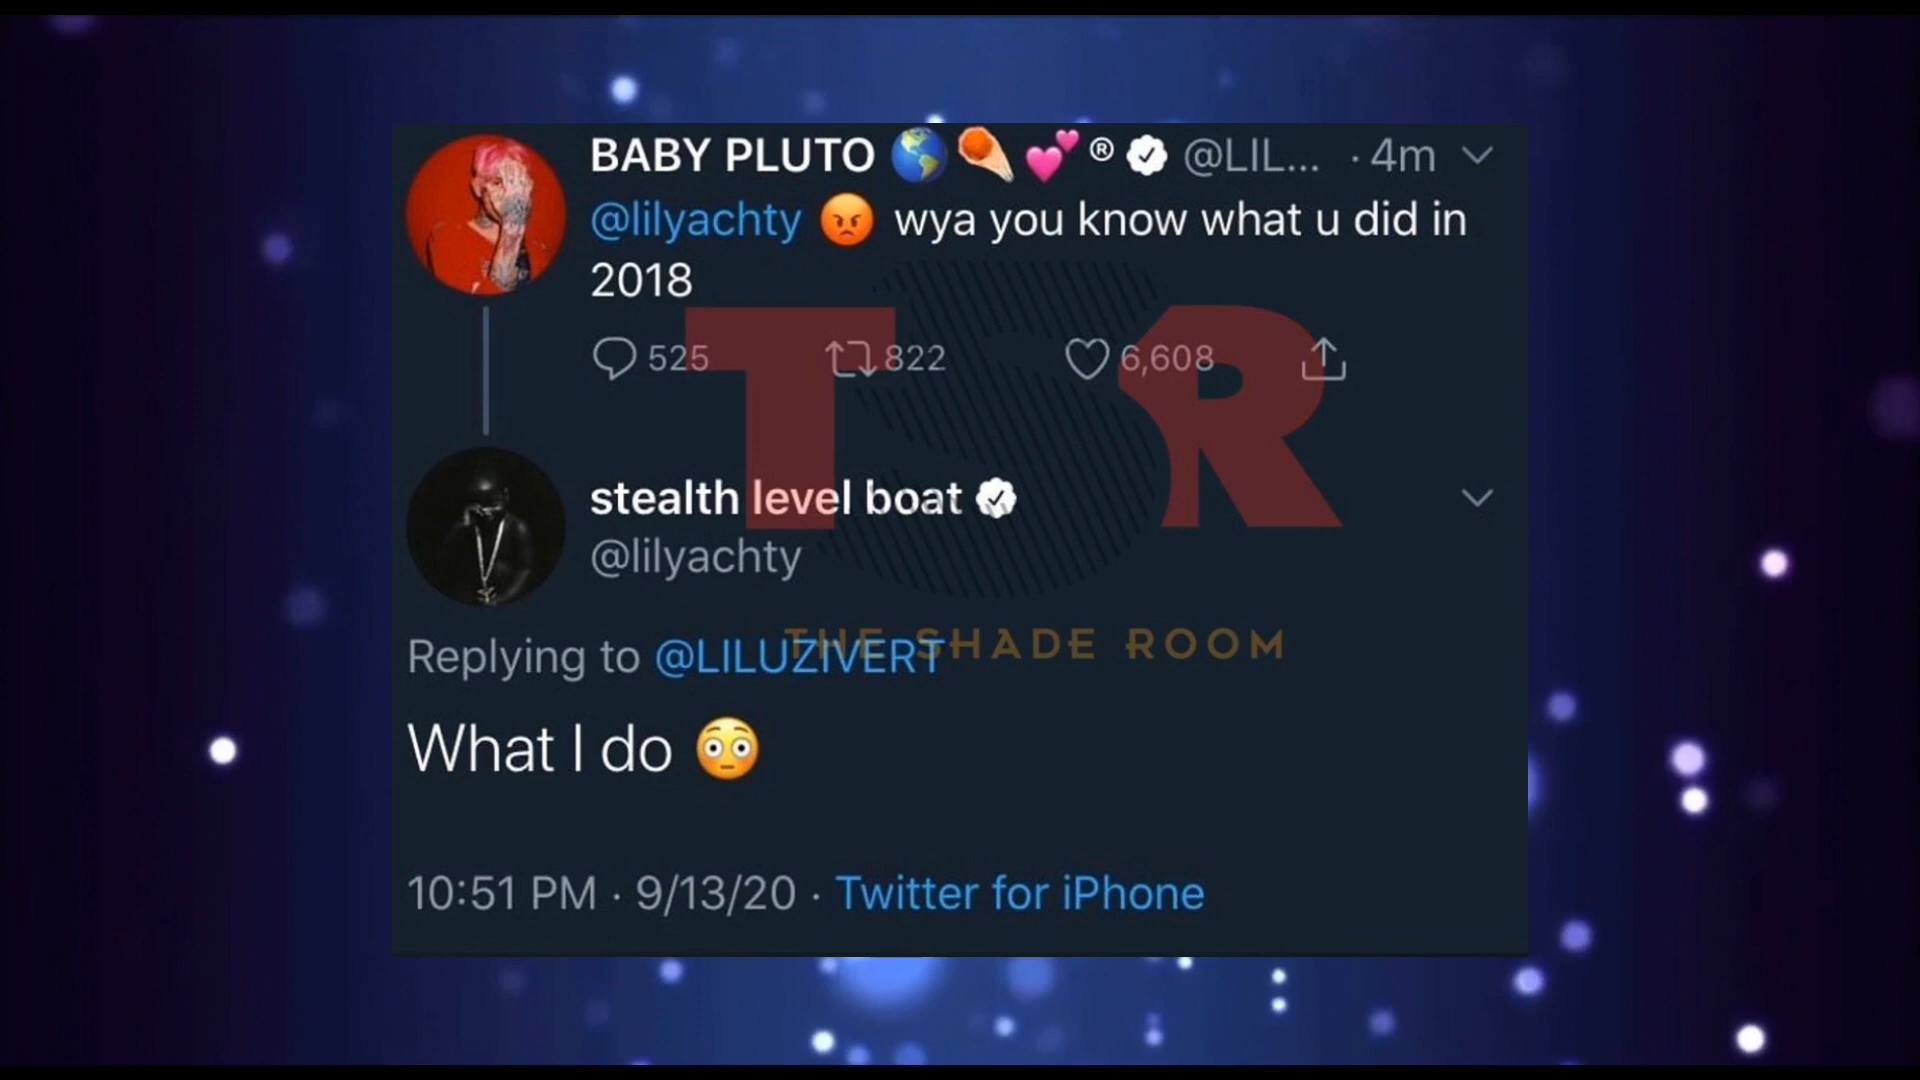 BABY PLUTO 🌎☄️💕® @LIL... · 4m
@lilyachty 😡 wya you know what u did in
2018
525 822 6,608
TSR
stealth level boat
@lilyachty
THE SHADE ROOM
Replying to @LILUZIVERT
What I do 😳
10:51 PM · 9/13/20 · Twitter for iPhone